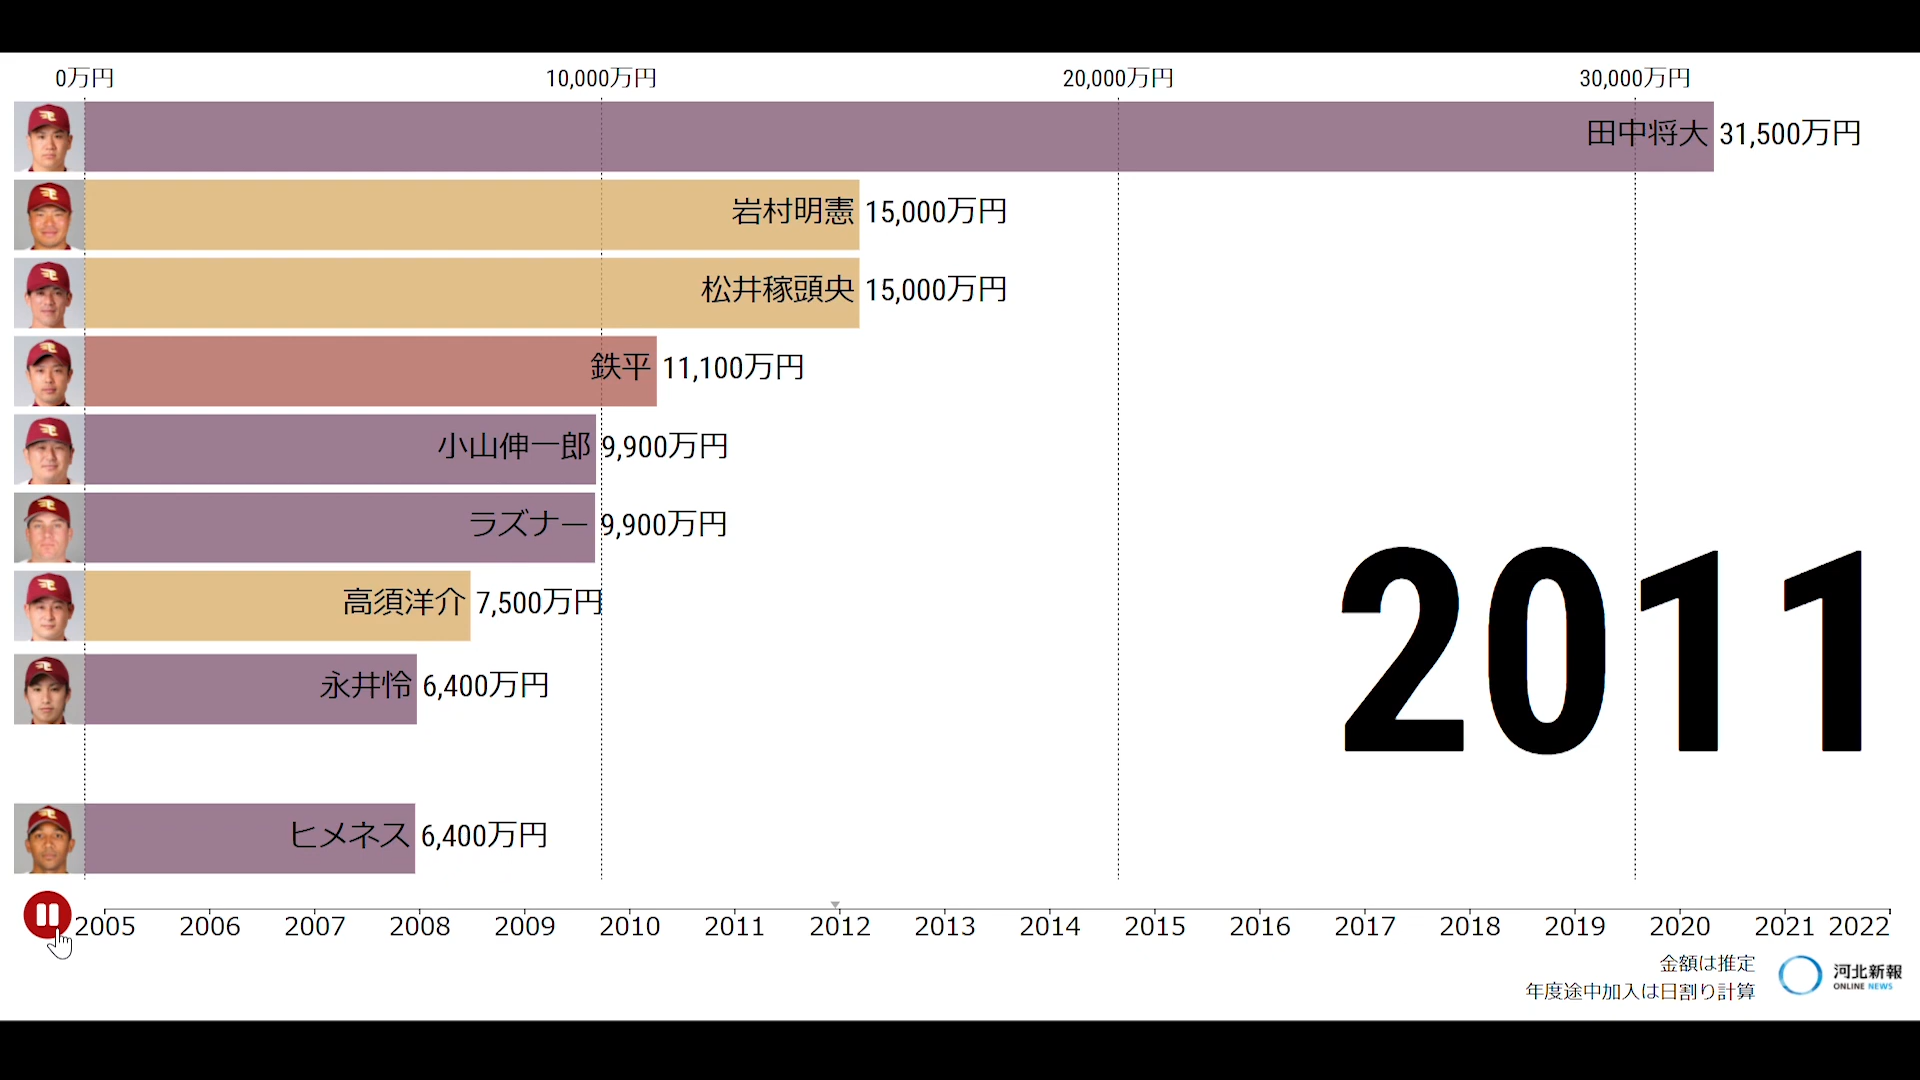 0万円 10,000万円 20,000万円 30,000万円
田中将大 31,500万円
岩村明憲 15,000万円
松井稼頭央 15,000万円
鉄平 11,100万円
小山伸一郎 9,900万円
ラズナー 9,900万円
高須洋介 7,500万円
永井怜 6,400万円
ヒメネス 6,400万円
2011
2005 2006 2007 2008 2009 2010 2011 2012 2013 2014 2015 2016 2017 2018 2019 2020 2021 2022
金額は推定
年度途中加入は日割り計算
河北新報
ONLINE NEWS